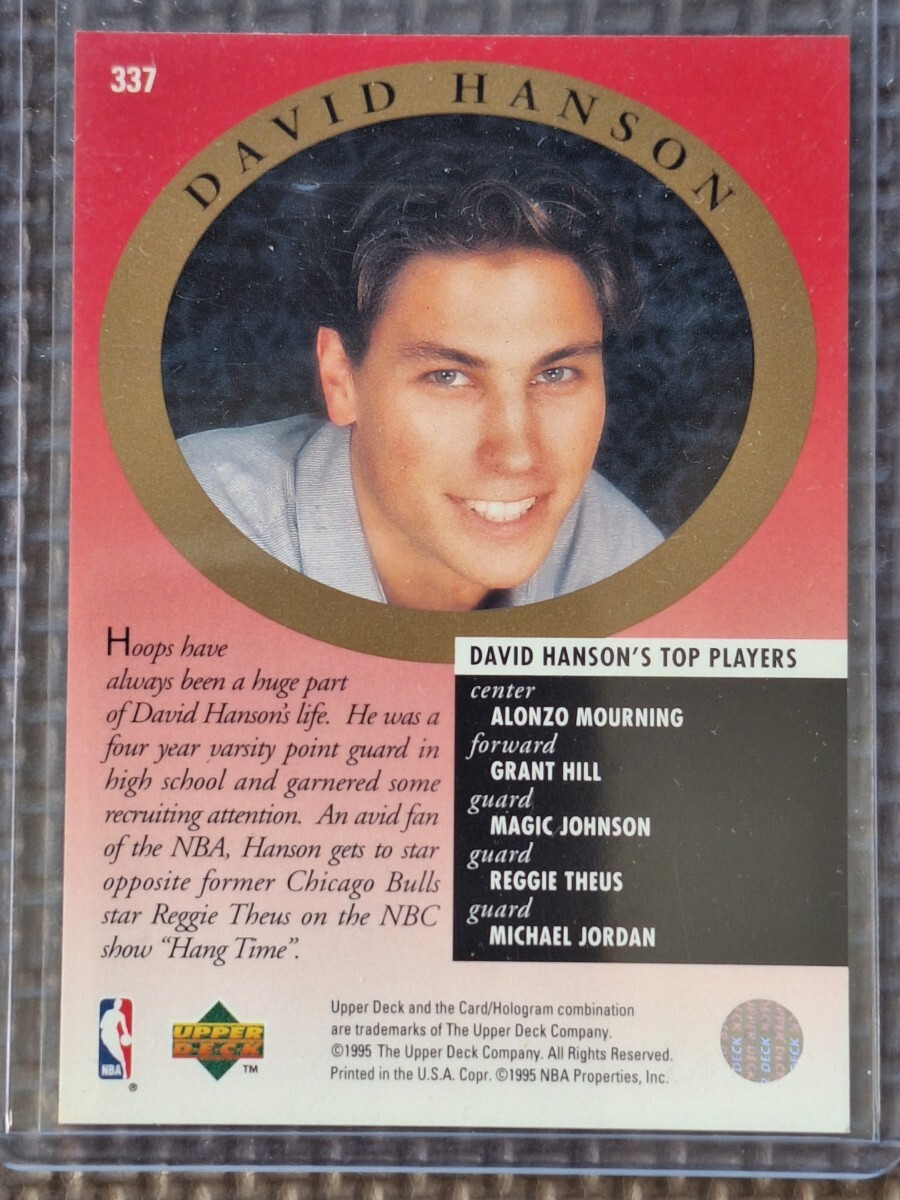 337
DAVID HANSON
Hoops have
always been a huge part
of David Hanson's life. He was a
four year varsity point guard in
high school and garnered some
recruiting attention. An avid fan
of the NBA, Hanson gets to star
opposite former Chicago Bulls
star Reggie Theus on the NBC
show "Hang Time".
DAVID HANSON'S TOP PLAYERS
center
ALONZO MOURNING
forward
GRANT HILL
guard
MAGIC JOHNSON
guard
REGGIE THEUS
guard
MICHAEL JORDAN
NBA
®
UPPER
DECK
™
Upper Deck and the Card/Hologram combination
are trademarks of The Upper Deck Company.
©1995 The Upper Deck Company. All Rights Reserved.
Printed in the U.S.A. Copr. ©1995 NBA Properties, Inc.
DECK
UPPER DECK
DECK